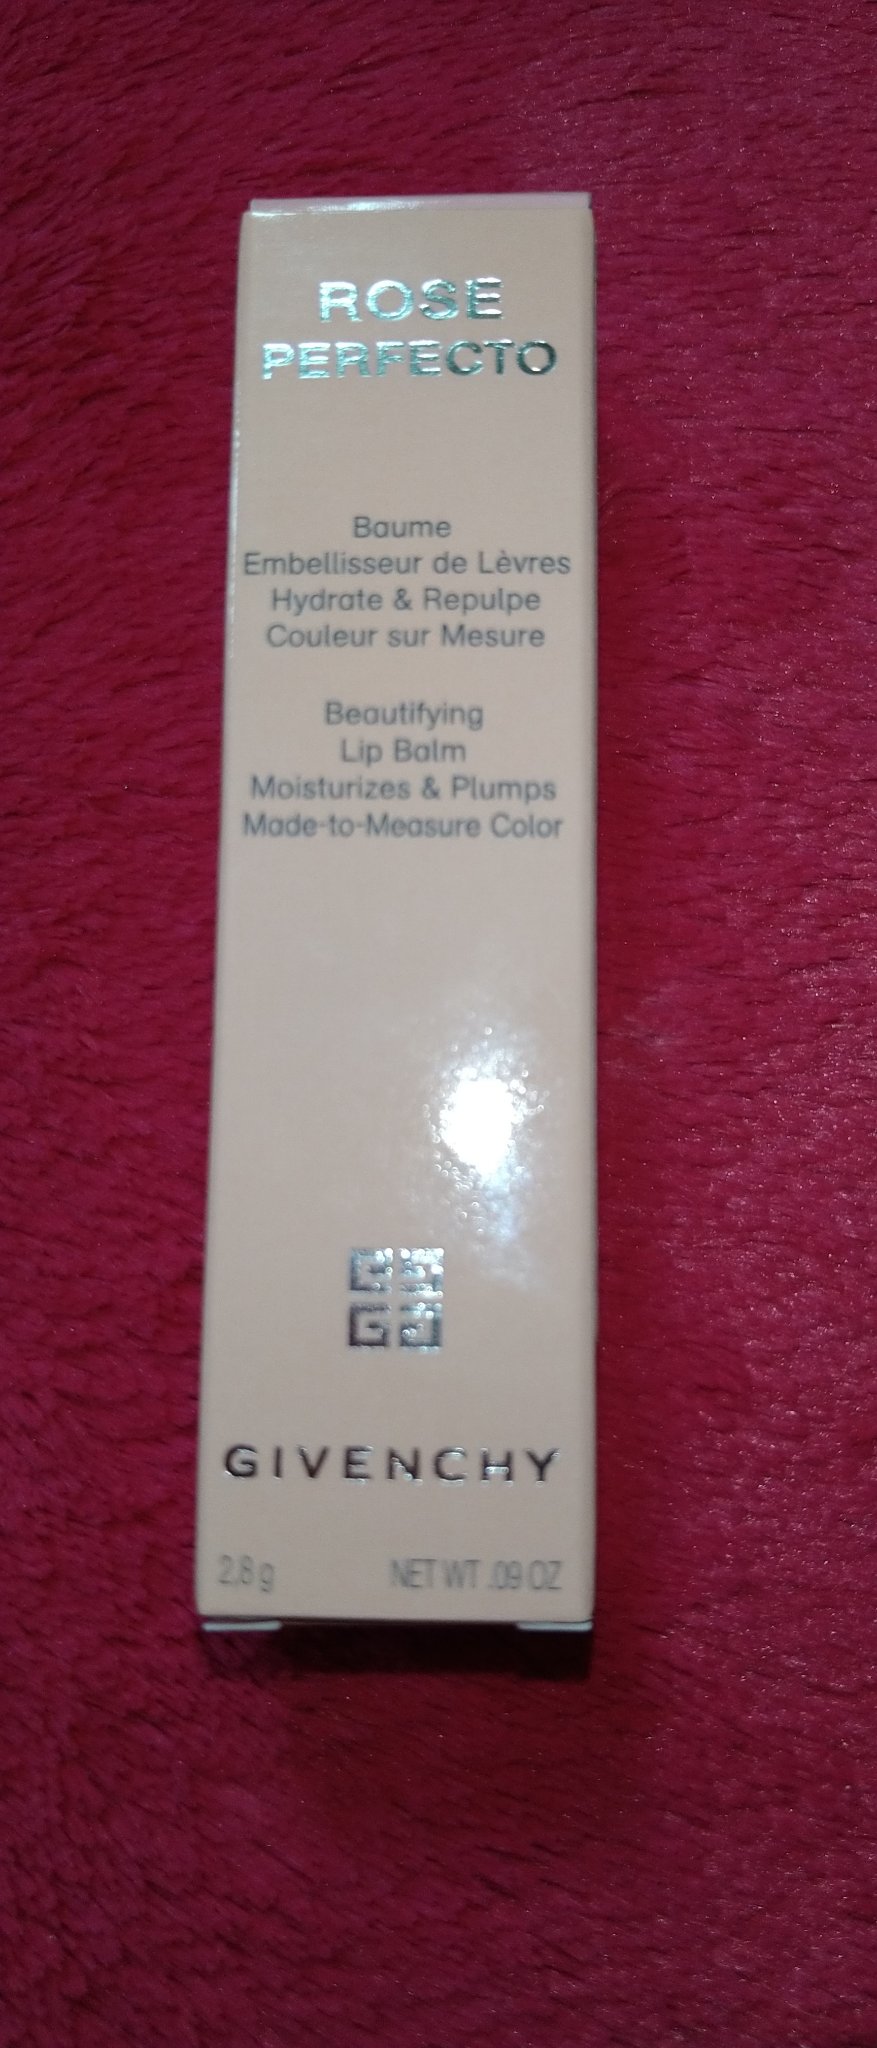 ROSE
PERFECTO
Baume
Embellisseur de Lèvres
Hydrate & Repulpe
Couleur sur Mesure
Beautifying
Lip Balm
Moisturizes & Plumps
Made-to-Measure Color
GIVENCHY
2.8 g NET WT .09 OZ